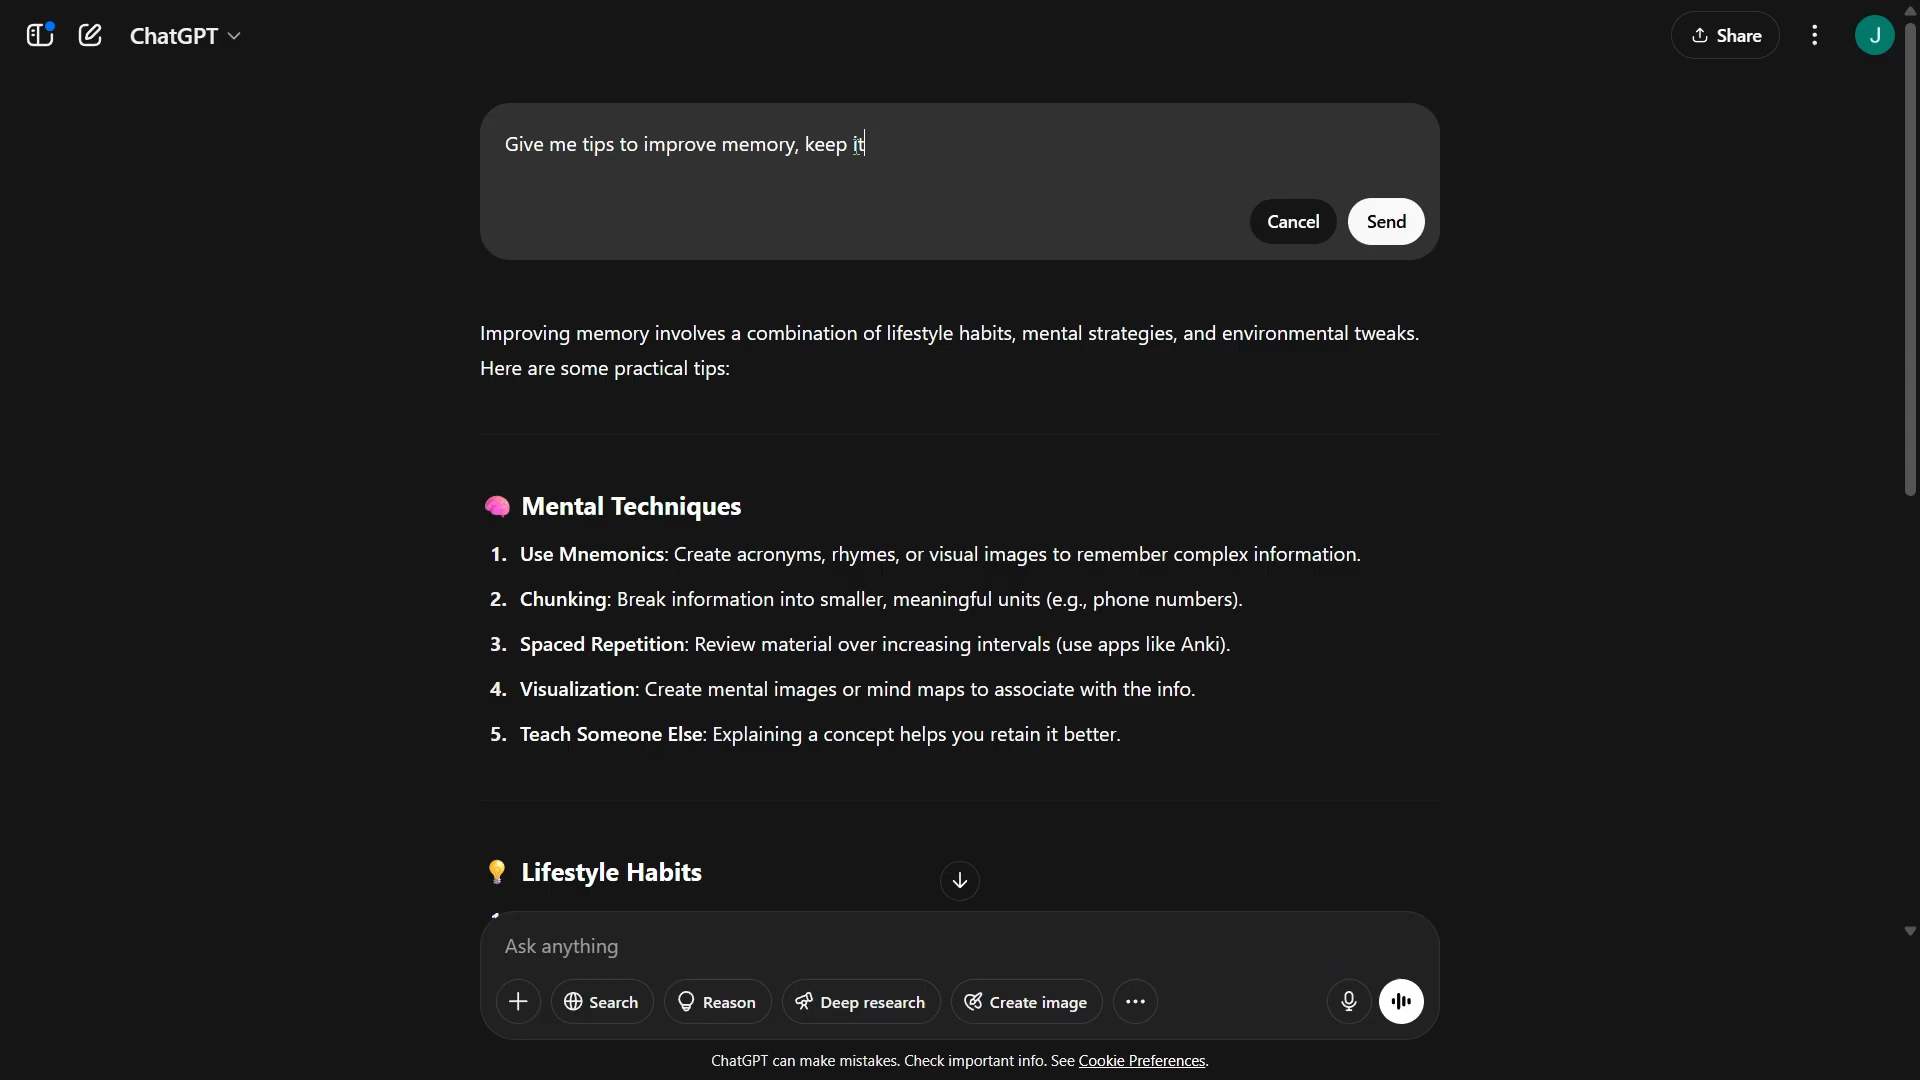 ChatGPT
Share
J
Give me tips to improve memory, keep it
Cancel
Send
Improving memory involves a combination of lifestyle habits, mental strategies, and environmental tweaks.
Here are some practical tips:
🧠 Mental Techniques
1. Use Mnemonics: Create acronyms, rhymes, or visual images to remember complex information.
2. Chunking: Break information into smaller, meaningful units (e.g., phone numbers).
3. Spaced Repetition: Review material over increasing intervals (use apps like Anki).
4. Visualization: Create mental images or mind maps to associate with the info.
5. Teach Someone Else: Explaining a concept helps you retain it better.
💡 Lifestyle Habits
Ask anything
Search
Reason
Deep research
Create image
ChatGPT can make mistakes. Check important info. See Cookie Preferences.